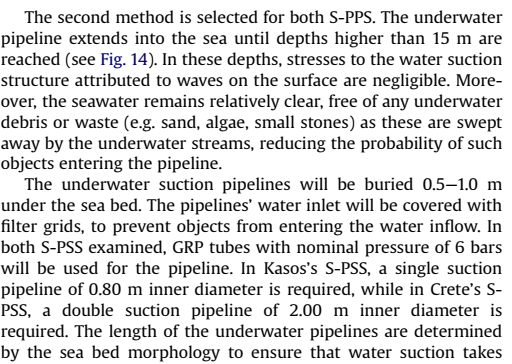 The second method is selected for both S-PPS. The underwater
pipeline extends into the sea until depths higher than 15 m are
reached (see Fig. 14). In these depths, stresses to the water suction
structure attributed to waves on the surface are negligible. More-
over, the seawater remains relatively clear, free of any underwater
debris or waste (e.g. sand, algae, small stones) as these are swept
away by the underwater streams, reducing the probability of such
objects entering the pipeline.
The underwater suction pipelines will be buried 0.5–1.0 m
under the sea bed. The pipelines' water inlet will be covered with
filter grids, to prevent objects from entering the water inflow. In
both S-PSS examined, GRP tubes with nominal pressure of 6 bars
will be used for the pipeline. In Kasos's S-PSS, a single suction
pipeline of 0.80 m inner diameter is required, while in Crete's S-
PSS, a double suction pipeline of 2.00 m inner diameter is
required. The length of the underwater pipelines are determined
by the sea bed morphology to ensure that water suction takes